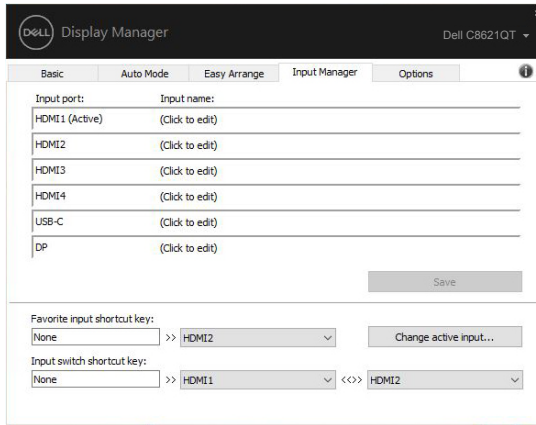 DELL Display Manager
Dell C8621QT
Basic Auto Mode Easy Arrange Input Manager Options
Input port: Input name:
HDMI1 (Active) (Click to edit)
HDMI2 (Click to edit)
HDMI3 (Click to edit)
HDMI4 (Click to edit)
USB-C (Click to edit)
DP (Click to edit)
Save
Favorite input shortcut key:
None >> HDMI2 Change active input...
Input switch shortcut key:
None >> HDMI1 <<>> HDMI2